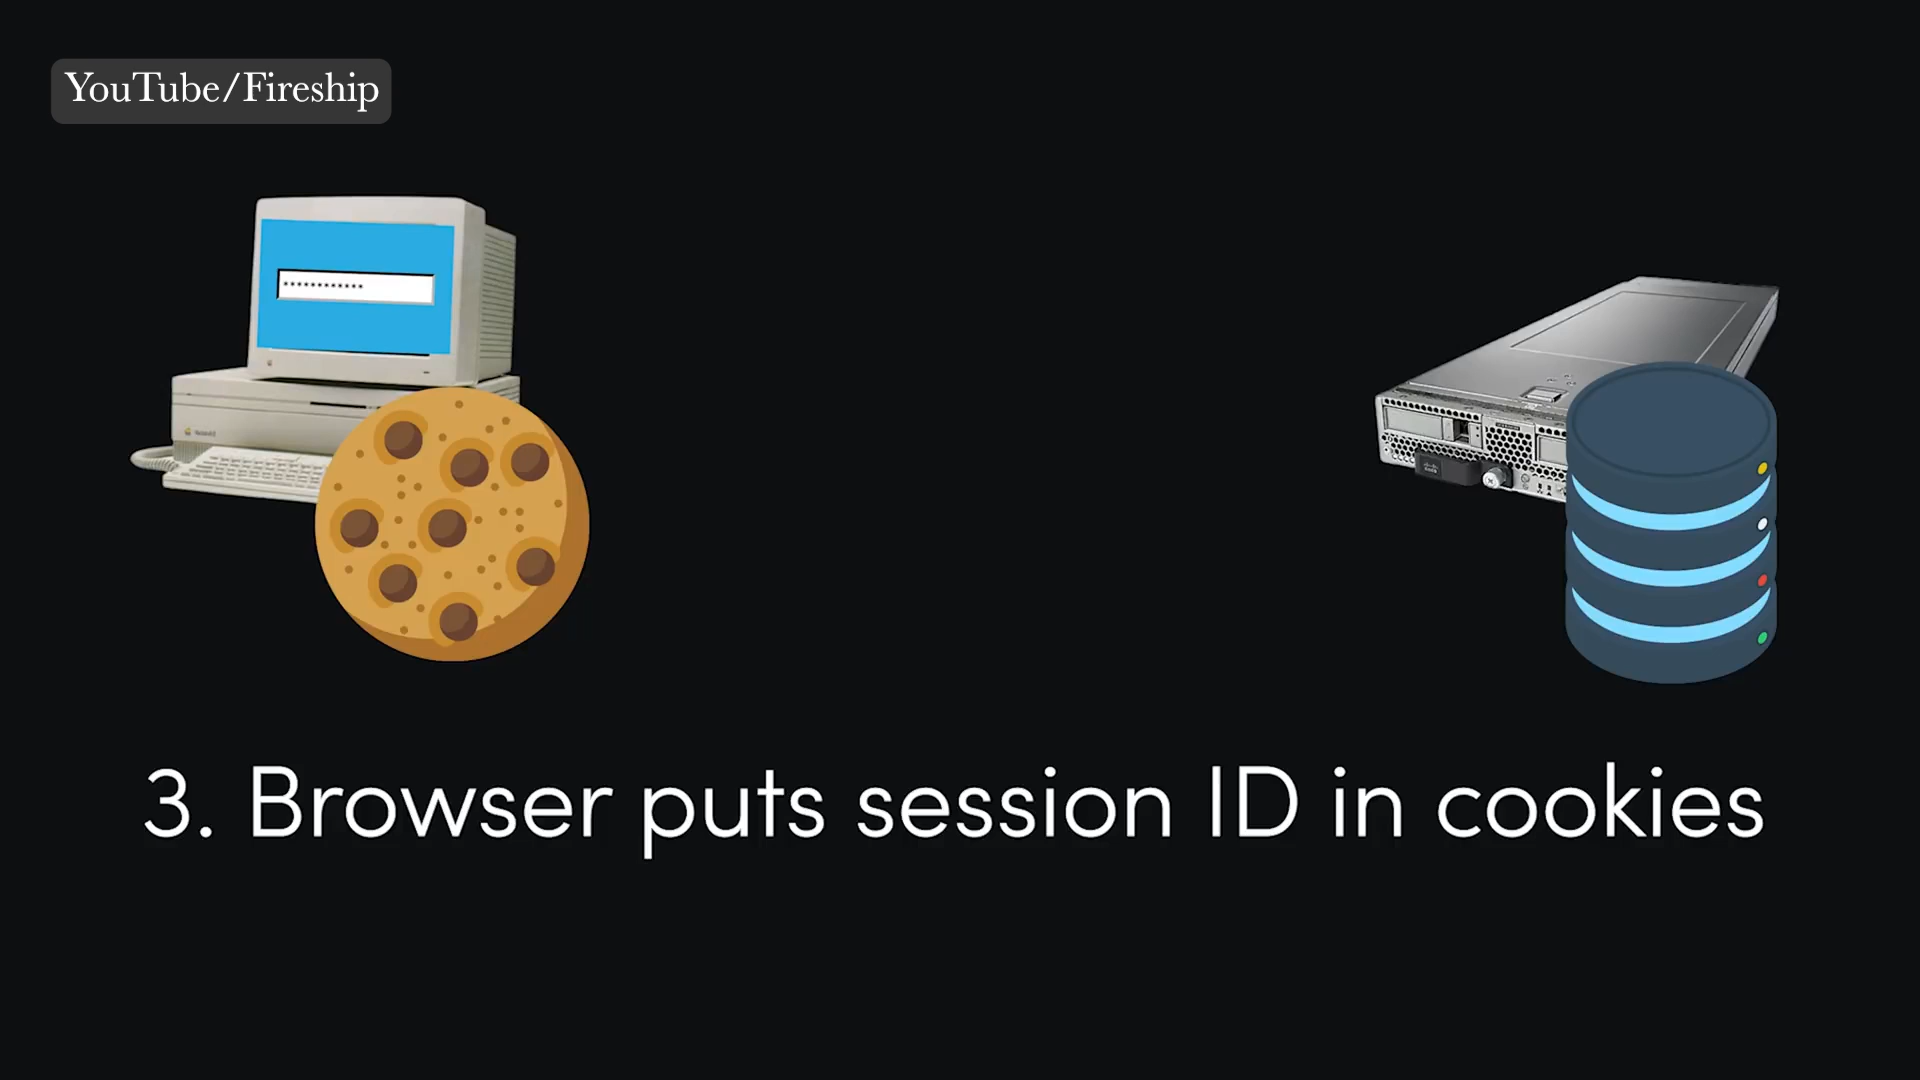 YouTube/Fireship
************
3. Browser puts session ID in cookies